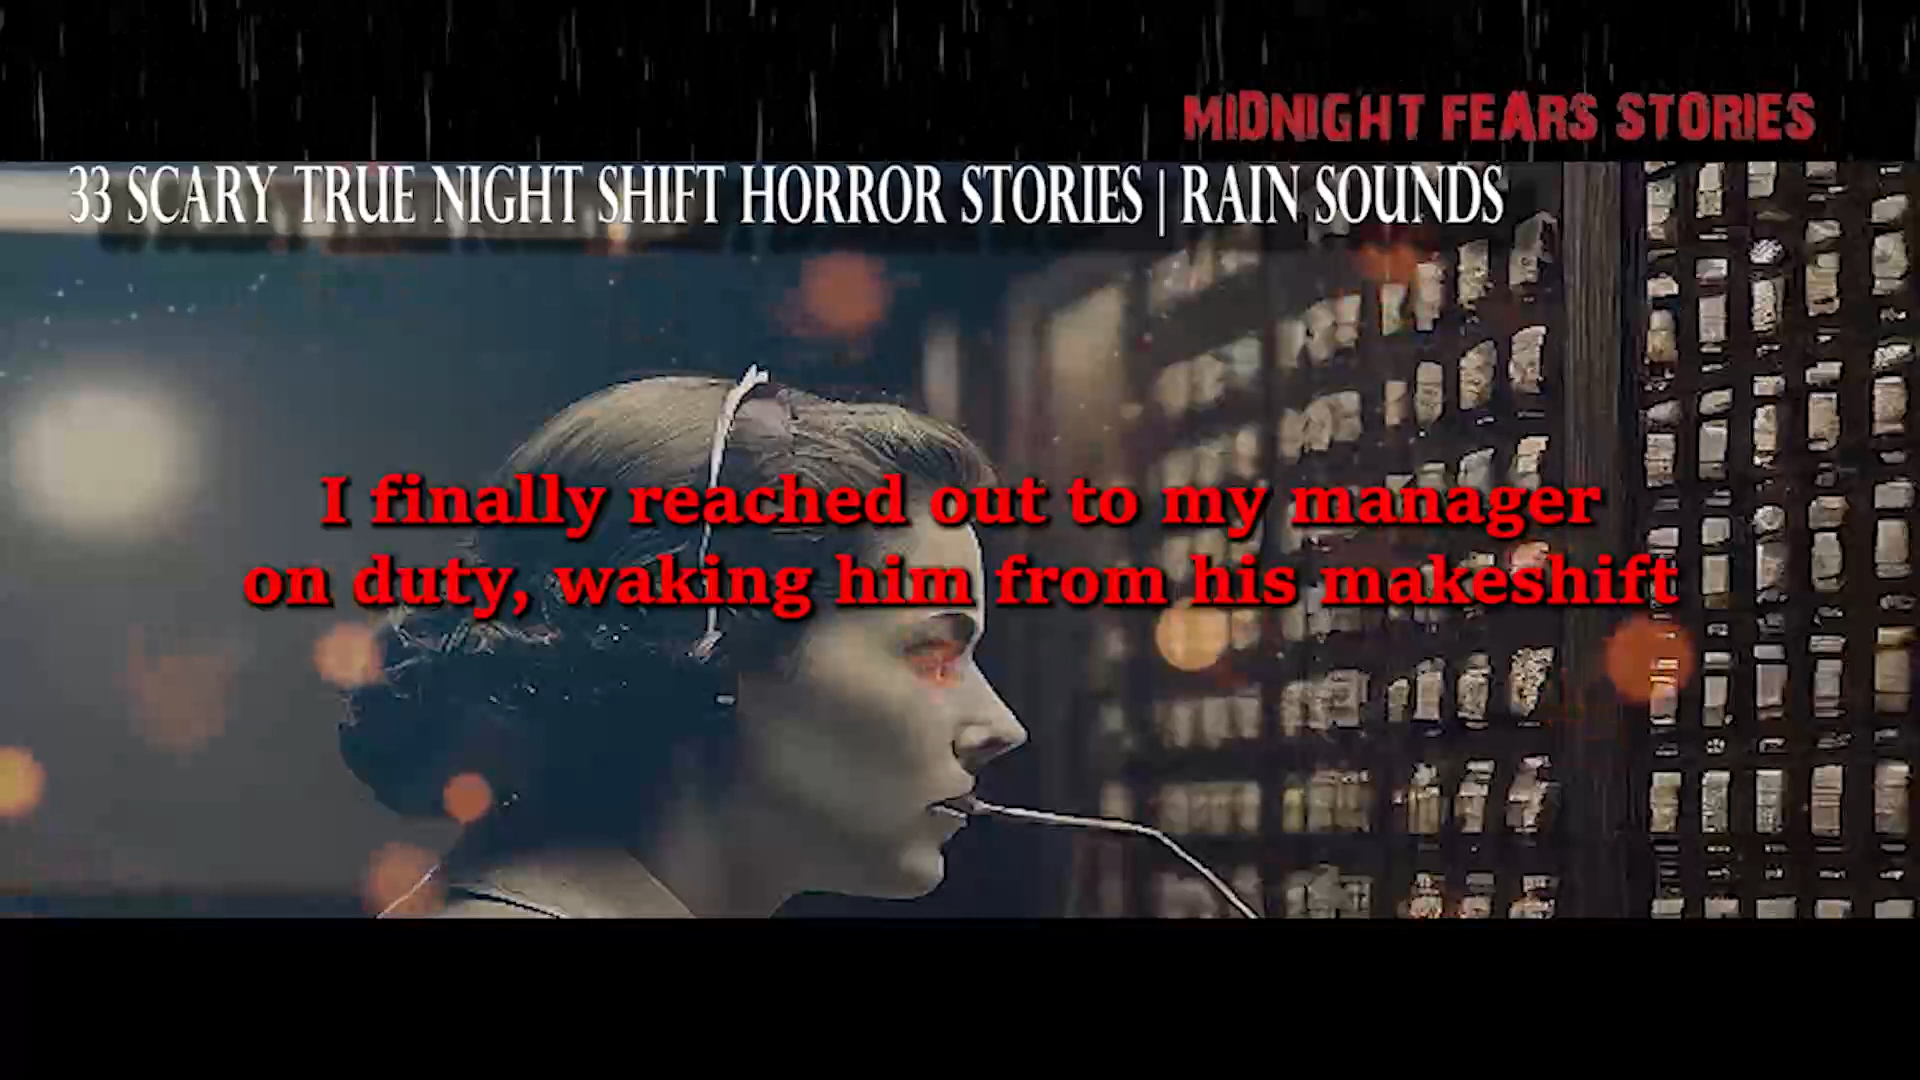 MIDNIGHT FEARS STORIES
33 SCARY TRUE NIGHT SHIFT HORROR STORIES | RAIN SOUNDS
I finally reached out to my manager
on duty, waking him from his makeshift